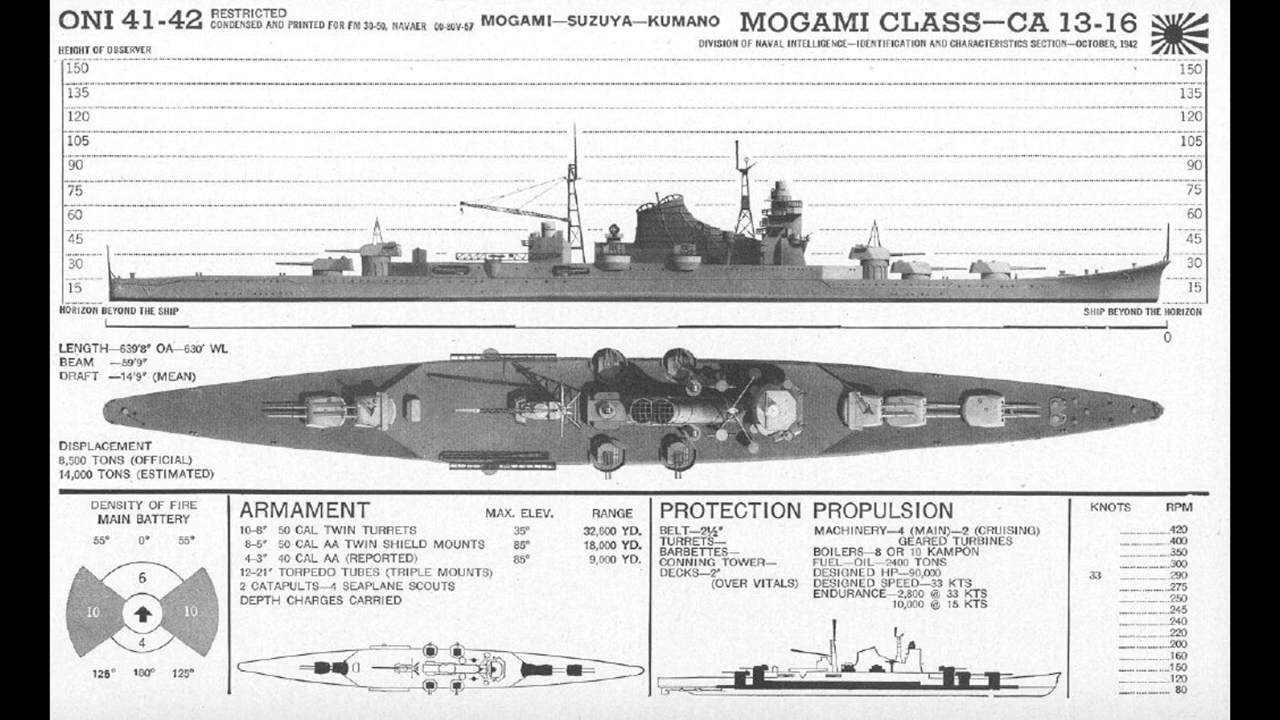 ONI 41-42 RESTRICTED
CONDENSED AND PRINTED FOR FM 30-50, NAVAER 00-80V-57
MOGAMI—SUZUYA—KUMANO
MOGAMI CLASS—CA 13-16
DIVISION OF NAVAL INTELLIGENCE—IDENTIFICATION AND CHARACTERISTICS SECTION—OCTOBER, 1942
HEIGHT OF OBSERVER
150 150
135 135
120 120
105 105
90 90
75 75
60 60
45 45
30 30
15 15
HORIZON BEYOND THE SHIP
SHIP BEYOND THE HORIZON
0
LENGTH—639'8" OA—630' WL
BEAM —59'9"
DRAFT —14'9" (MEAN)
DISPLACEMENT
8,500 TONS (OFFICIAL)
14,000 TONS (ESTIMATED)
DENSITY OF FIRE
MAIN BATTERY
55° 0° 55°
6
10 10
4
125° 180° 125°
ARMAMENT MAX. ELEV. RANGE
10-8" 50 CAL TWIN TURRETS 35° 32,600 YD.
8-5" 50 CAL AA TWIN SHIELD MOUNTS 85° 18,000 YD.
4-3" 40 CAL AA (REPORTED) 85° 9,000 YD.
12-21" TORPEDO TUBES (TRIPLE MOUNTS)
2 CATAPULTS—4 SEAPLANE SCOUTS
DEPTH CHARGES CARRIED
PROTECTION
BELT—2½"
TURRETS—
BARBETTES—
CONNING TOWER—
DECKS—2"
(OVER VITALS)
PROPULSION
MACHINERY—4 (MAIN)—2 (CRUISING)
GEARED TURBINES
BOILERS—8 OR 10 KAMPON
FUEL—OIL—2400 TONS
DESIGNED HP—90,000
DESIGNED SPEED—33 KTS
ENDURANCE—2,800 @ 33 KTS
10,000 @ 15 KTS
KNOTS RPM
420
400
350
300
33 290
275
250
245
240
220
200
160
150
120
80